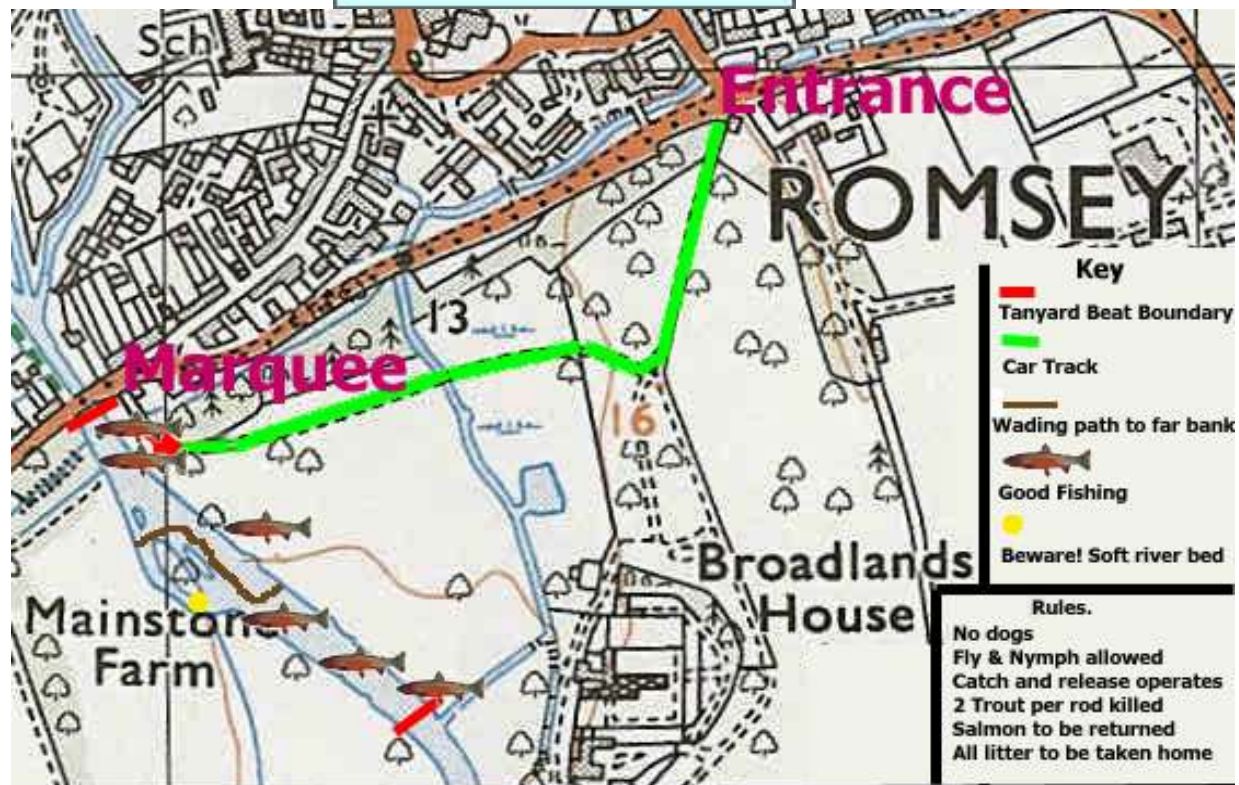 Sch
Entrance
ROMSEY
13
Marquee
16
Broadlands
House
Mainstone
Farm
Key
Tanyard Beat Boundary
Car Track
Wading path to far bank
Good Fishing
Beware! Soft river bed
Rules.
No dogs
Fly & Nymph allowed
Catch and release operates
2 Trout per rod killed
Salmon to be returned
All litter to be taken home